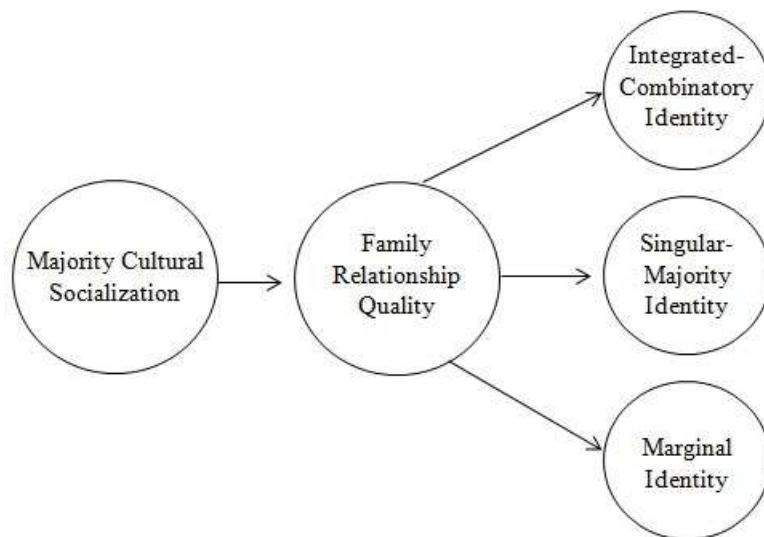 Integrated-
Combinatory
Identity
Majority Cultural
Socialization
Family
Relationship
Quality
Singular-
Majority
Identity
Marginal
Identity